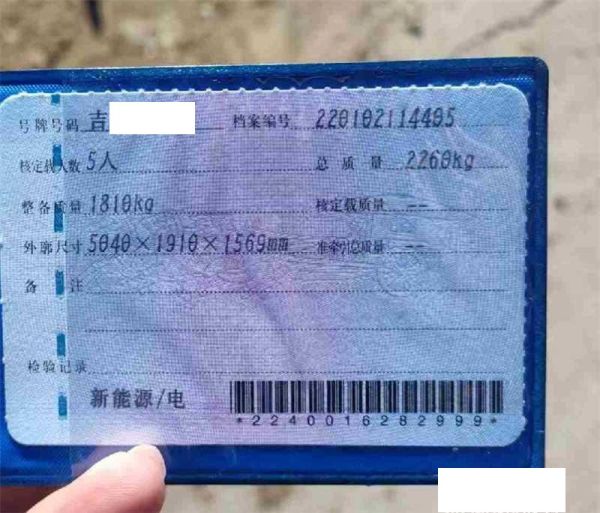 号牌号码 吉 档案编号 220102114495
核定载人数 5人 总质量 2260kg
整备质量 1810kg 核定载质量 --
外廓尺寸 5040×1910×1569mm 准牵引总质量 --
备注
检验记录
新能源/电
*2240016282999*